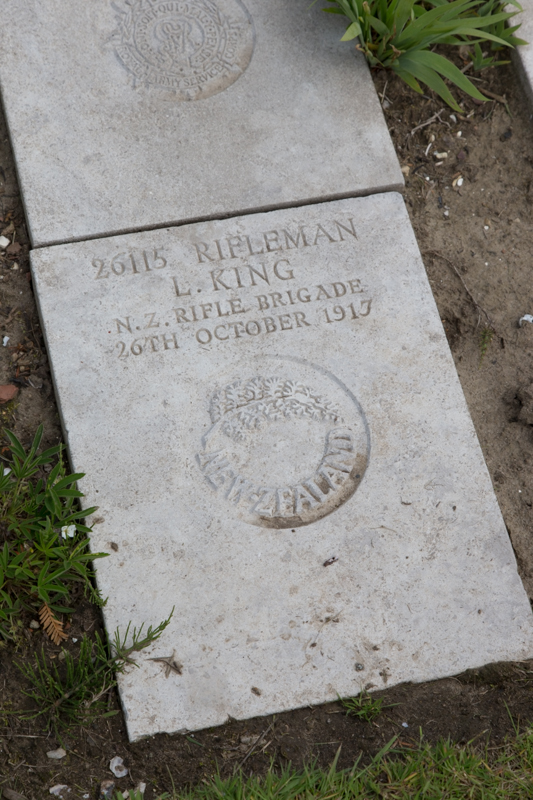 26115 RIFLEMAN
L. KING
N.Z. RIFLE BRIGADE
26TH OCTOBER 1917
NEW ZEALAND